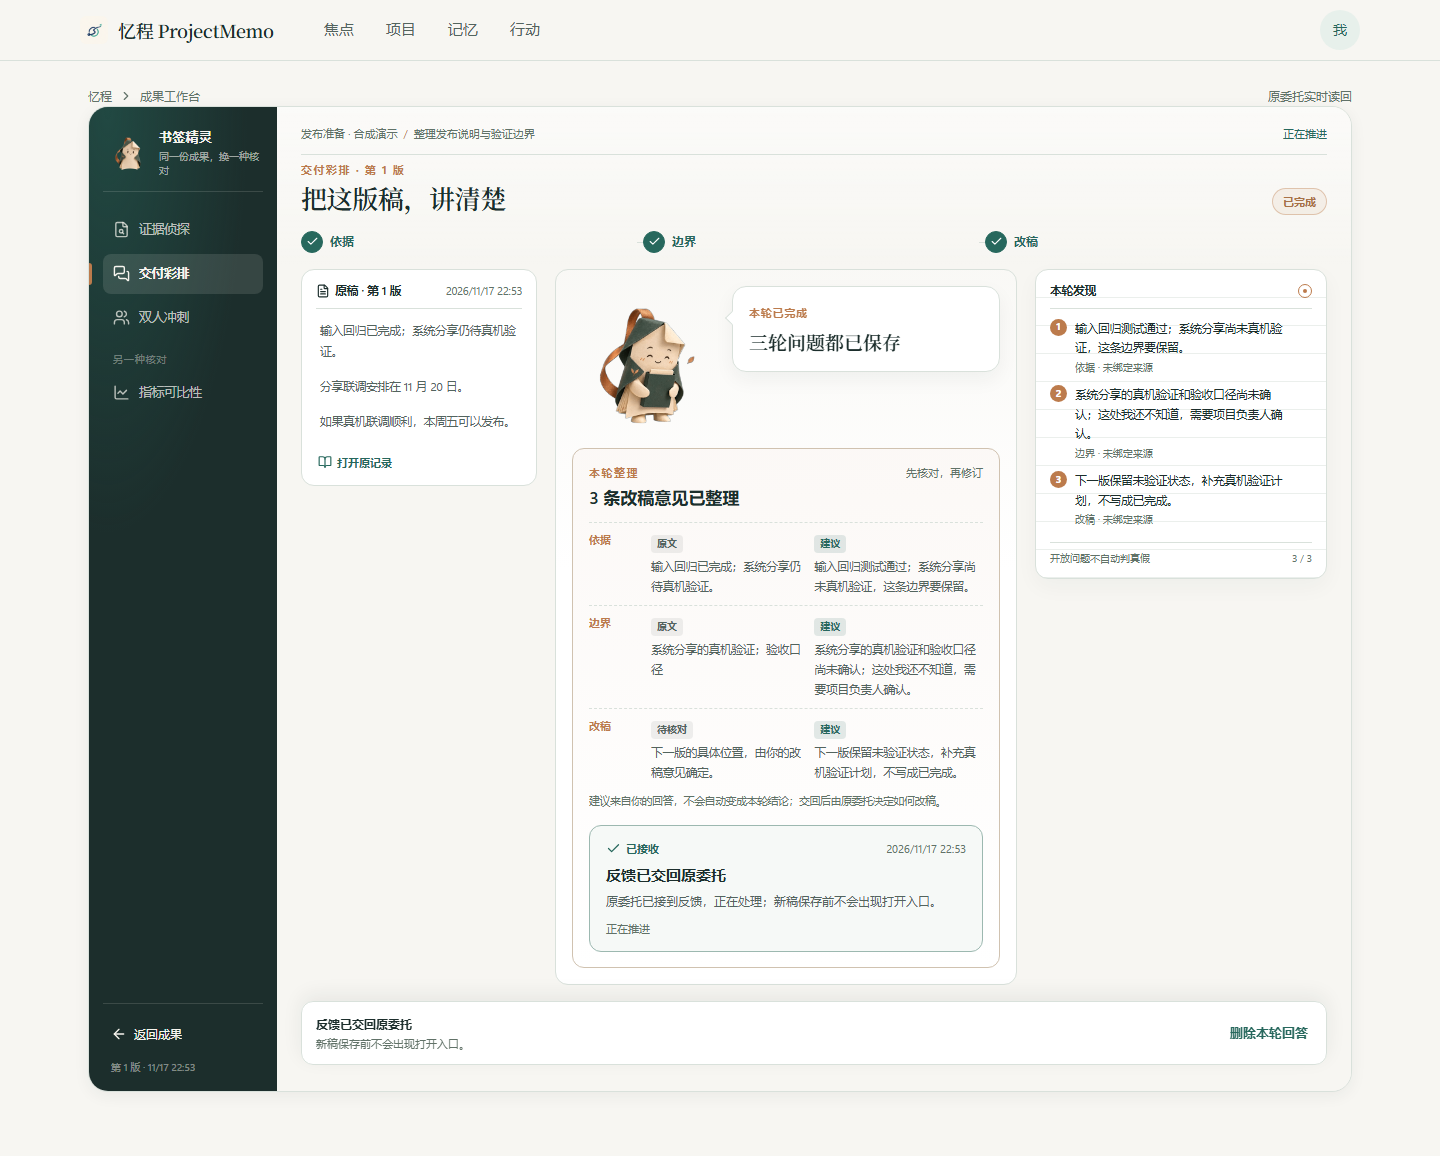 忆程 ProjectMemo
焦点
项目
记忆
行动
我
忆程 > 成果工作台
原委托实时读回
书签精灵
同一份成果，换一种核
对
证据侦探
交付彩排
双人冲刺
另一种核对
指标可比性
返回成果
第 1 版 · 11/17 22:53
发布准备 · 合成演示 / 整理发布说明与验证边界
正在推进
交付彩排 · 第 1 版
把这版稿，讲清楚
已完成
依据
边界
改稿
原稿 · 第 1 版
2026/11/17 22:53
输入回归已完成；系统分享仍待真机验
证。
分享联调安排在 11 月 20 日。
如果真机联调顺利，本周五可以发布。
打开原记录
本轮已完成
三轮问题都已保存
本轮整理
先核对，再修订
3 条改稿意见已整理
依据
原文
输入回归已完成；系统分享仍
待真机验证。
建议
输入回归测试通过；系统分享尚
未真机验证，这条边界要保留。
边界
原文
系统分享的真机验证；验收口
径
建议
系统分享的真机验证和验收口径
尚未确认；这处我还不知道，需
要项目负责人确认。
改稿
待核对
下一版的具体位置，由你的改
稿意见确定。
建议
下一版保留未验证状态，补充真
机验证计划，不写成已完成。
建议来自你的回答，不会自动变成本轮结论；交回后由原委托决定如何改稿。
已接收
2026/11/17 22:53
反馈已交回原委托
原委托已接到反馈，正在处理；新稿保存前不会出现打开入口。
正在推进
本轮发现
1 输入回归测试通过；系统分享尚未真机验
证，这条边界要保留。
依据 · 未绑定来源
2 系统分享的真机验证和验收口径尚未确
认；这处我还不知道，需要项目负责人确
认。
边界 · 未绑定来源
3 下一版保留未验证状态，补充真机验证计
划，不写成已完成。
改稿 · 未绑定来源
开放问题不自动判真假
3 / 3
反馈已交回原委托
新稿保存前不会出现打开入口。
删除本轮回答